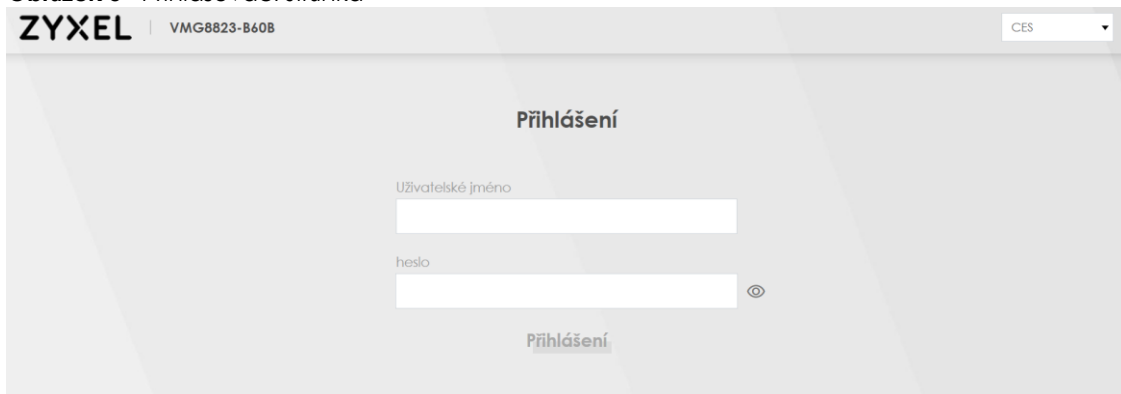 ZYXEL VMG8823-B60B CES
Přihlášení
Uživatelské jméno
heslo
Přihlášení